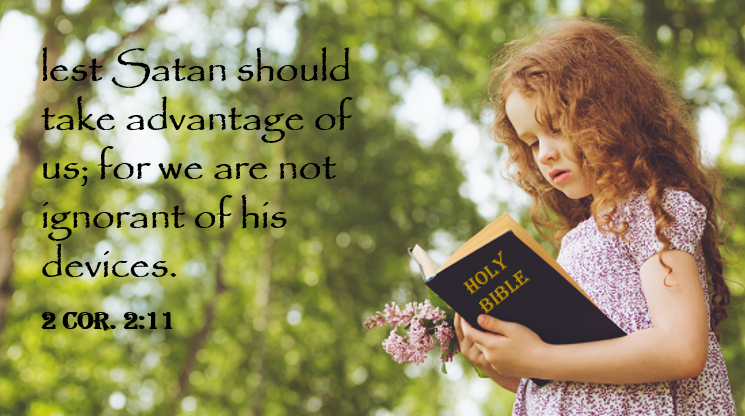 lest Satan should
take advantage of
us; for we are not
ignorant of his
devices.
2 COR. 2:11
HOLY
BIBLE